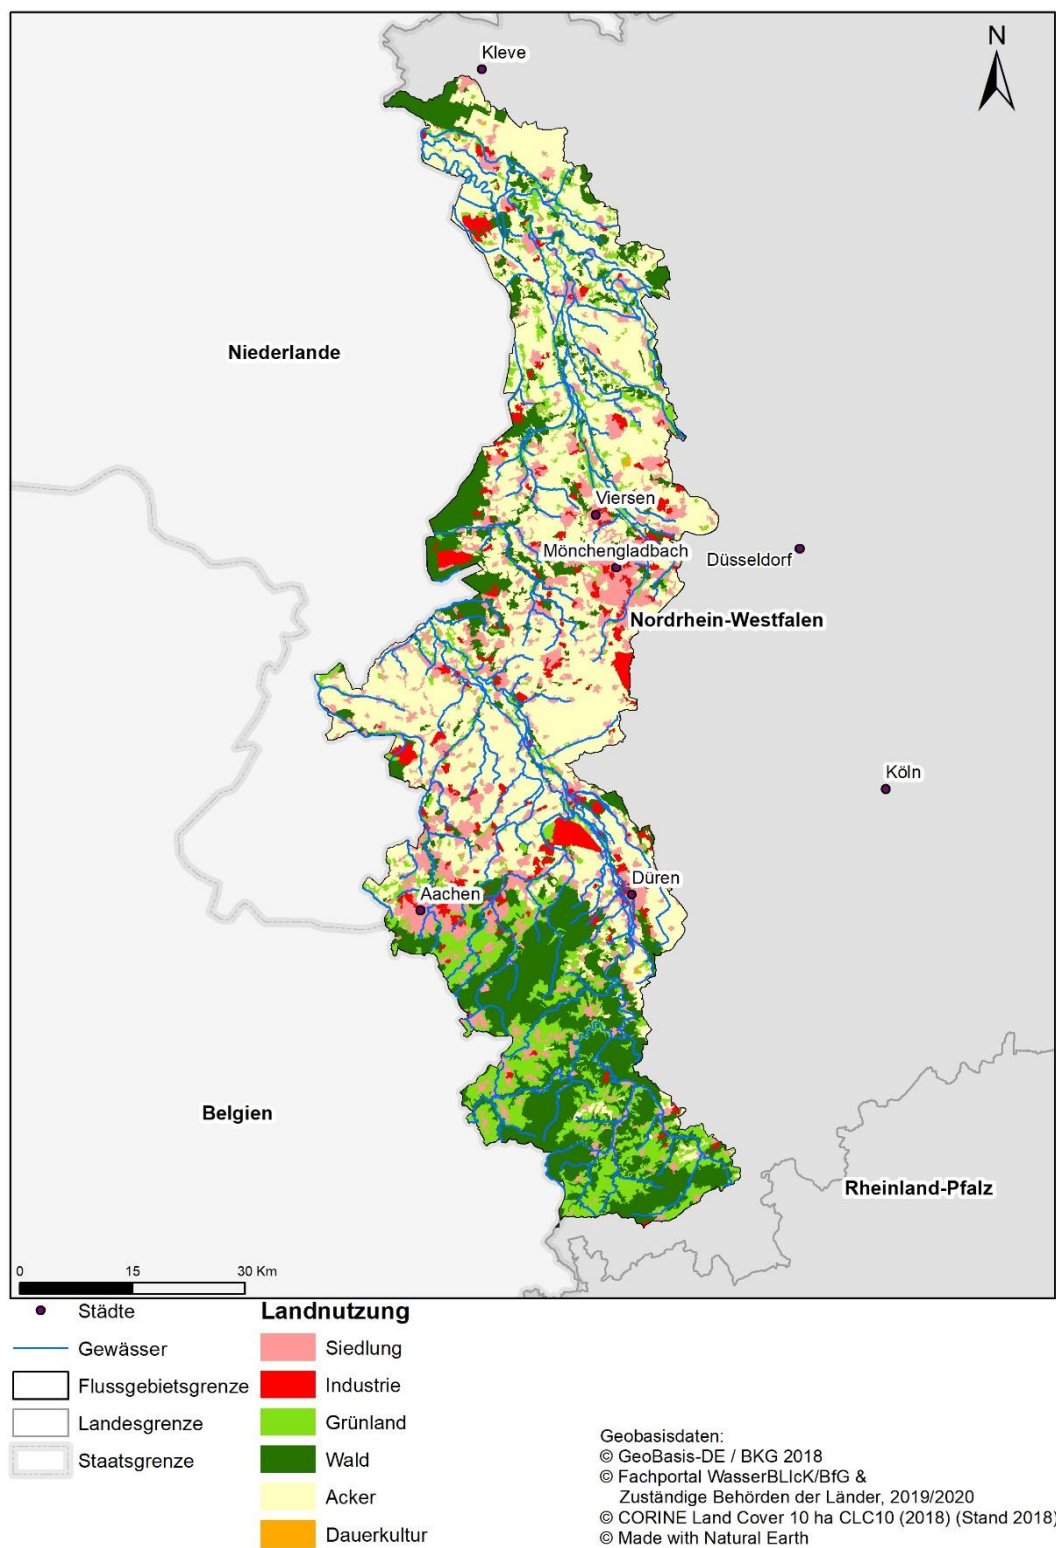 Kleve
N
Niederlande
Viersen
Mönchengladbach
Düsseldorf
Nordrhein-Westfalen
Köln
Düren
Aachen
Belgien
Rheinland-Pfalz
0 15 30 Km
Städte
Gewässer
Flussgebietsgrenze
Landesgrenze
Staatsgrenze
Landnutzung
Siedlung
Industrie
Grünland
Wald
Acker
Dauerkultur
Geobasisdaten:
© GeoBasis-DE / BKG 2018
© Fachportal WasserBLIcK/BfG &
Zuständige Behörden der Länder, 2019/2020
© CORINE Land Cover 10 ha CLC10 (2018) (Stand 2018)
© Made with Natural Earth